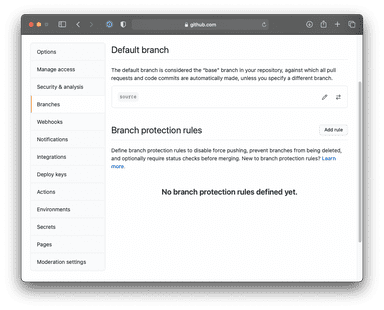 github.com
Options
Manage access
Security & analysis
Branches
Webhooks
Notifications
Integrations
Deploy keys
Actions
Environments
Secrets
Pages
Moderation settings
Default branch
The default branch is considered the "base" branch in your repository, against which all pull
requests and code commits are automatically made, unless you specify a different branch.
Branch protection rules
Add rule
Define branch protection rules to disable force pushing, prevent branches from being deleted,
and optionally require status checks before merging. New to branch protection rules? Learn
more.
No branch protection rules defined yet.